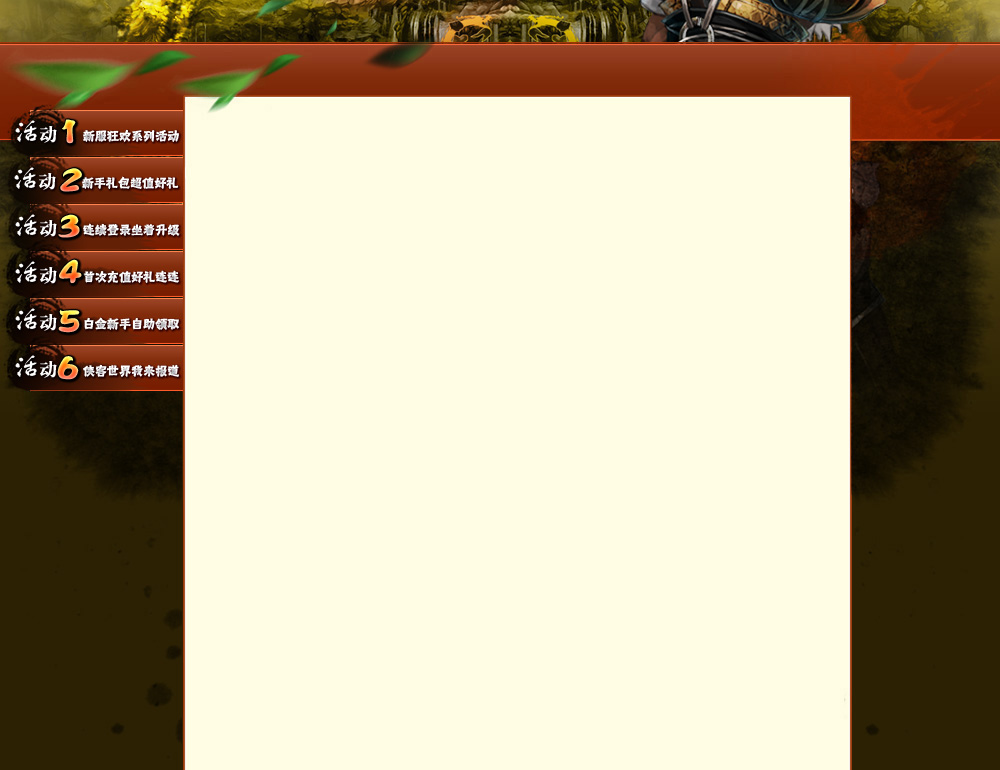 活动1 新服狂欢系列活动
活动2 新手礼包超值好礼
活动3 连续登录坐着升级
活动4 首次充值好礼连连
活动5 白金新手自助领取
活动6 侠客世界我来报道